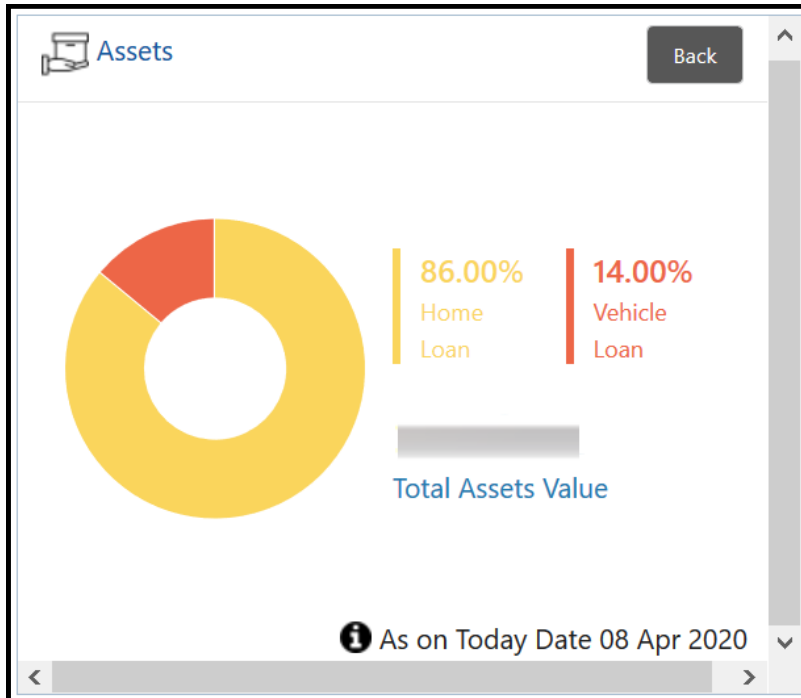 Assets
Back
86.00%
Home
Loan
14.00%
Vehicle
Loan
Total Assets Value
As on Today Date 08 Apr 2020